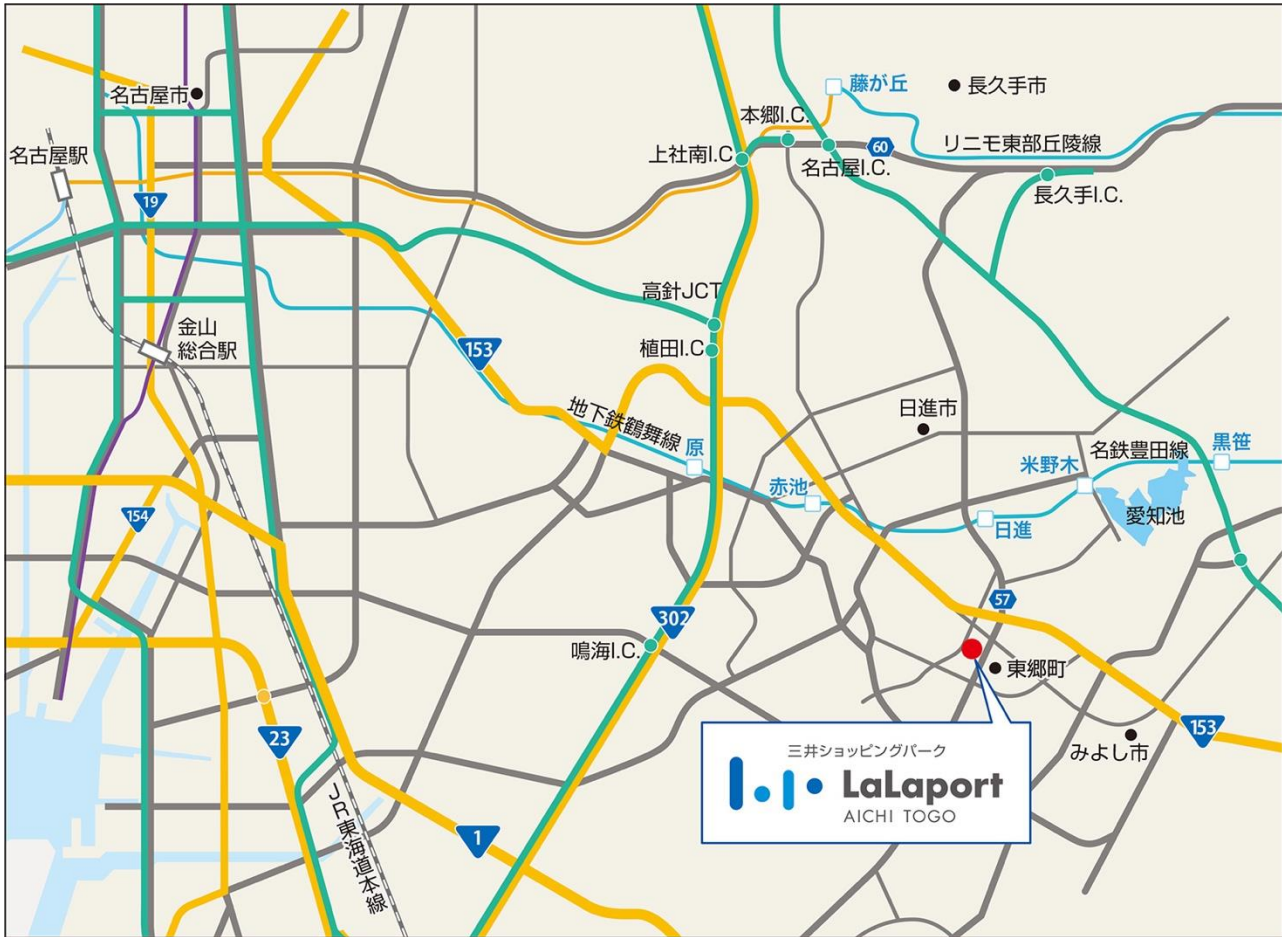 藤が丘
長久手市
名古屋市
本郷I.C.
リニモ東部丘陵線
名古屋駅
上社南I.C
60
名古屋I.C.
長久手I.C.
19
高針JCT
金山
総合駅
植田I.C
153
地下鉄鶴舞線
日進市
原
米野木
名鉄豊田線
黒笹
赤池
154
日進
愛知池
57
302
鳴海I.C.
東郷町
23
153
みよし市
三井ショッピングパーク
LaLaport
AICHI TOGO
JR東海道本線
1